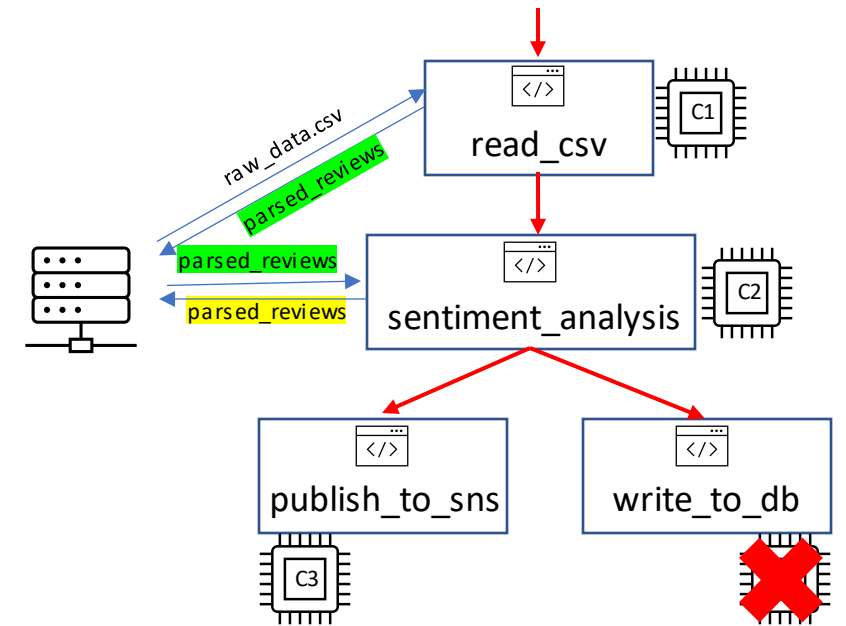 </>
C1
read_csv
raw_data.csv
parsed_reviews
parsed_reviews
</>
C2
sentiment_analysis
parsed_reviews
</>
publish_to_sns
</>
write_to_db
C3